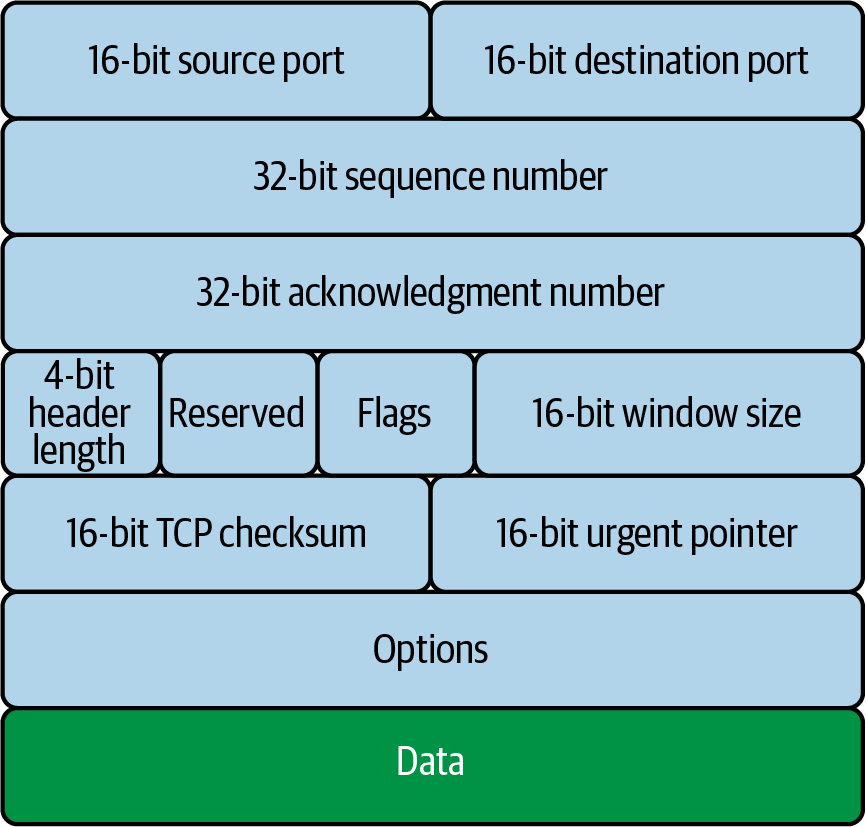 16-bit source port
16-bit destination port
32-bit sequence number
32-bit acknowledgment number
4-bit
header
length
Reserved
Flags
16-bit window size
16-bit TCP checksum
16-bit urgent pointer
Options
Data